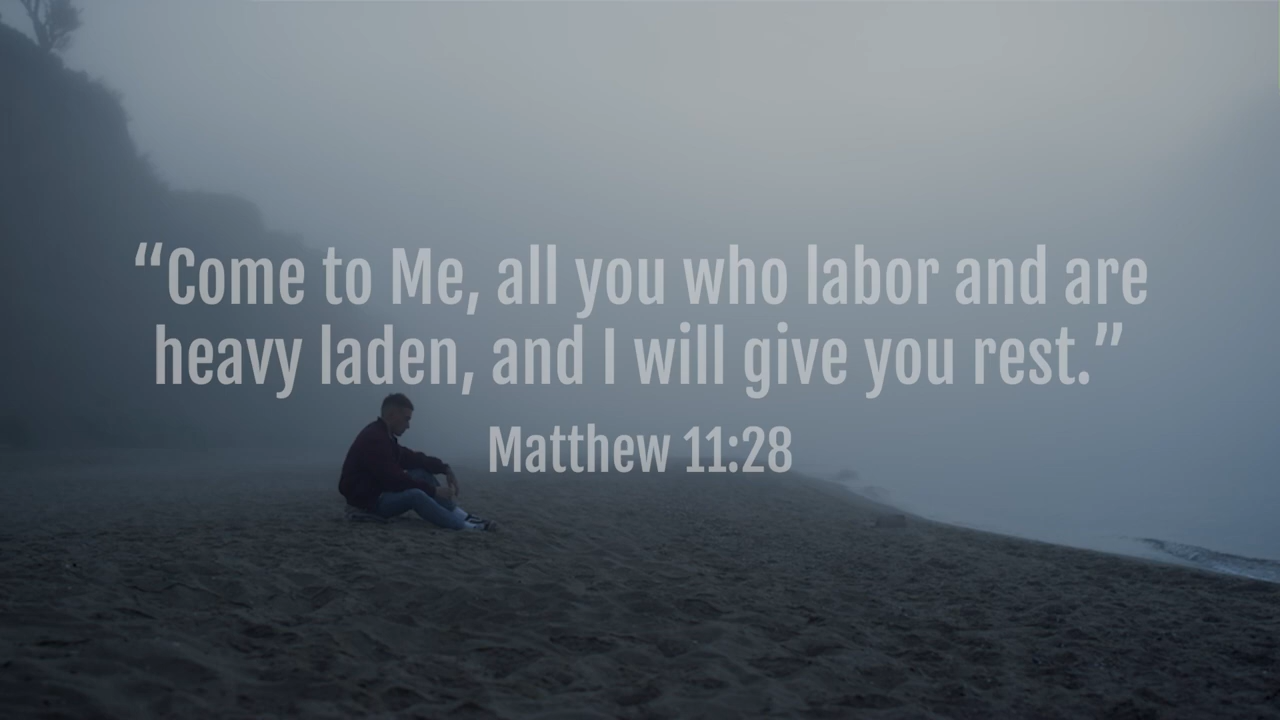 “Come to Me, all you who labor and are
heavy laden, and I will give you rest.”
Matthew 11:28